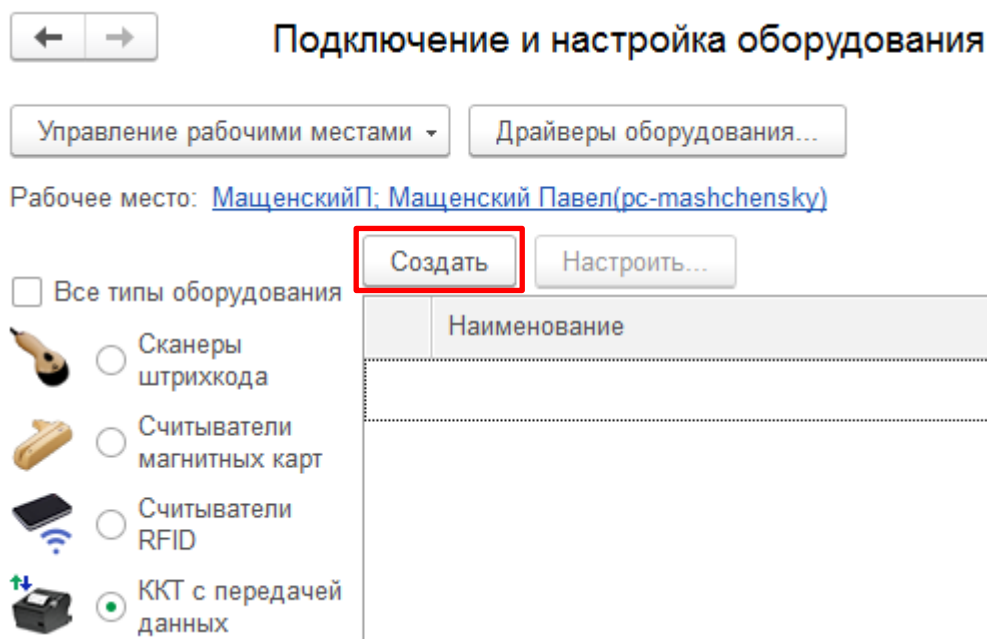 Подключение и настройка оборудования
Управление рабочими местами
Драйверы оборудования...
Рабочее место: МащенскийП; Мащенский Павел(pc-mashchensky)
Создать
Настроить...
Все типы оборудования
Наименование
Сканеры
штрихкода
Считыватели
магнитных карт
Считыватели
RFID
ККТ с передачей
данных